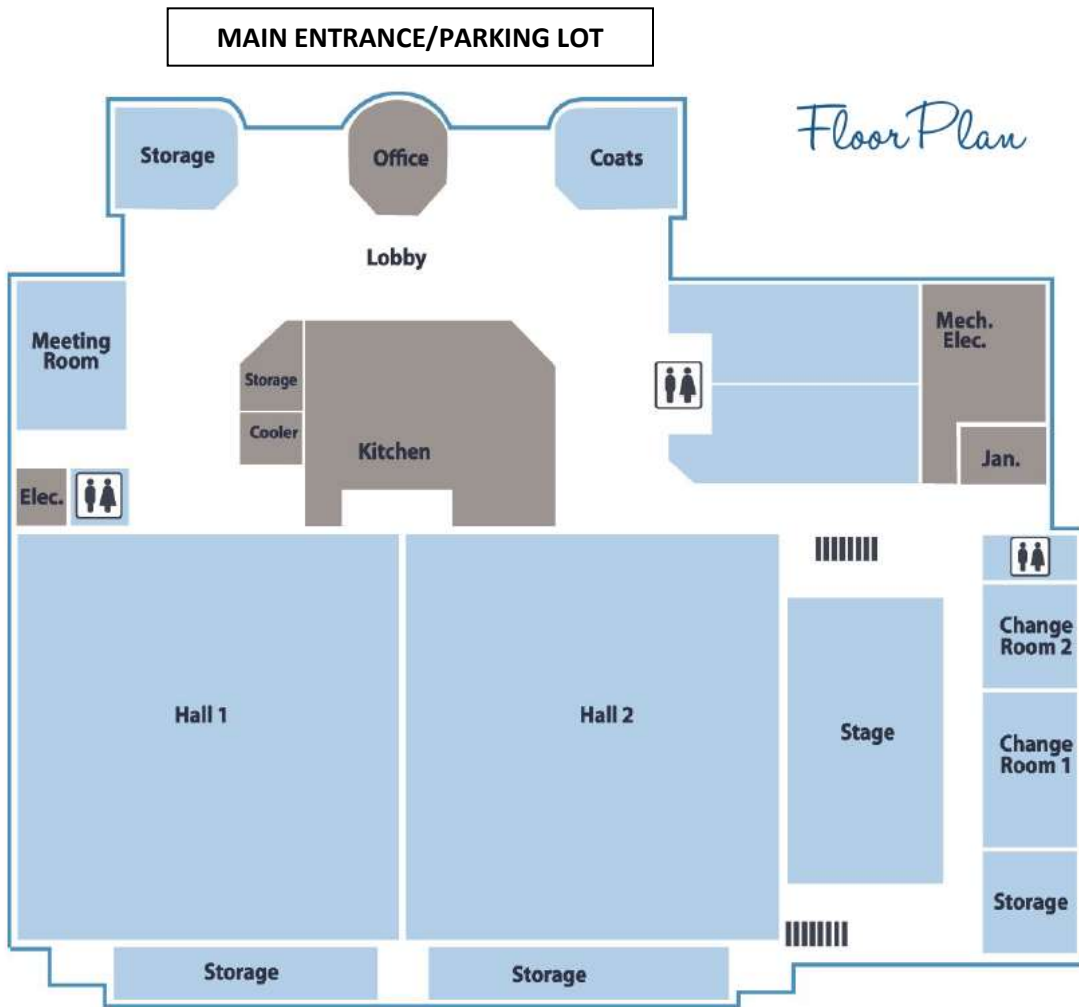 MAIN ENTRANCE/PARKING LOT
Floor Plan
Storage
Office
Coats
Lobby
Meeting
Room
Mech.
Elec.
Storage
Cooler
Kitchen
Jan.
Elec.
Change
Room 2
Hall 1
Hall 2
Stage
Change
Room 1
Storage
Storage
Storage